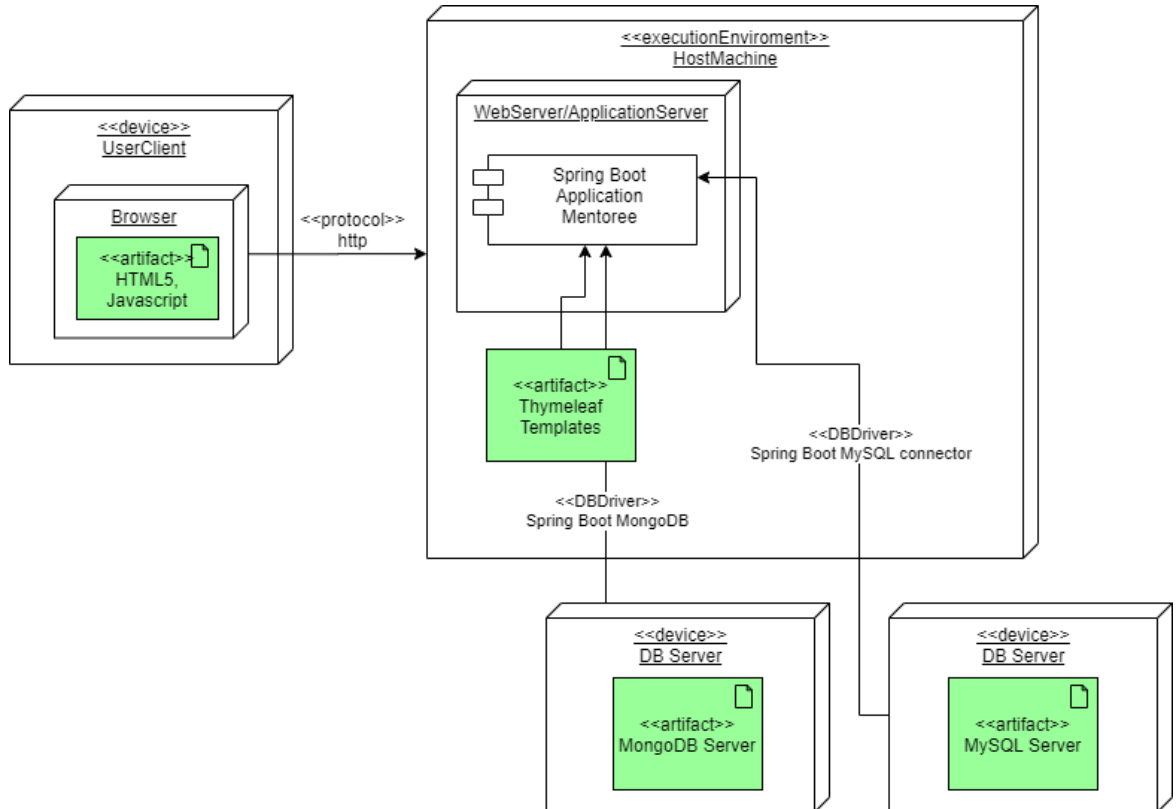 <<executionEnviroment>>
HostMachine
WebServer/ApplicationServer
<<device>>
UserClient
Spring Boot
Application
Mentoree
Browser
<<protocol>>
http
<<artifact>>
HTML5,
Javascript
<<artifact>>
Thymeleaf
Templates
<<DBDriver>>
Spring Boot MySQL connector
<<DBDriver>>
Spring Boot MongoDB
<<device>>
DB Server
<<artifact>>
MongoDB Server
<<device>>
DB Server
<<artifact>>
MySQL Server